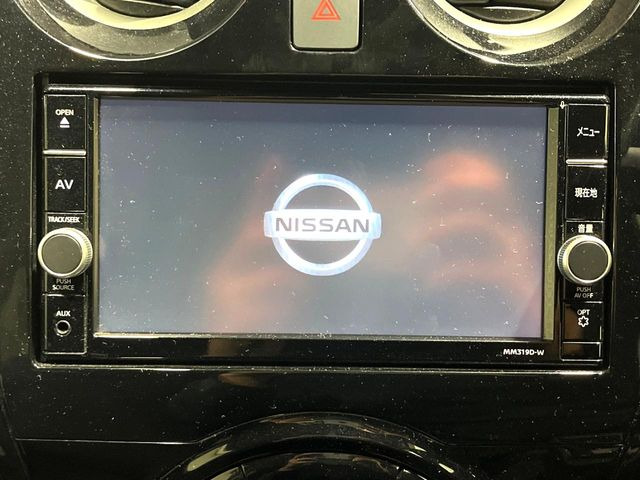 OPEN
AV
TRACK/SEEK
PUSH
SOURCE
AUX
NISSAN
メニュー
現在地
音量
PUSH
AV OFF
OPT
MM319D-W